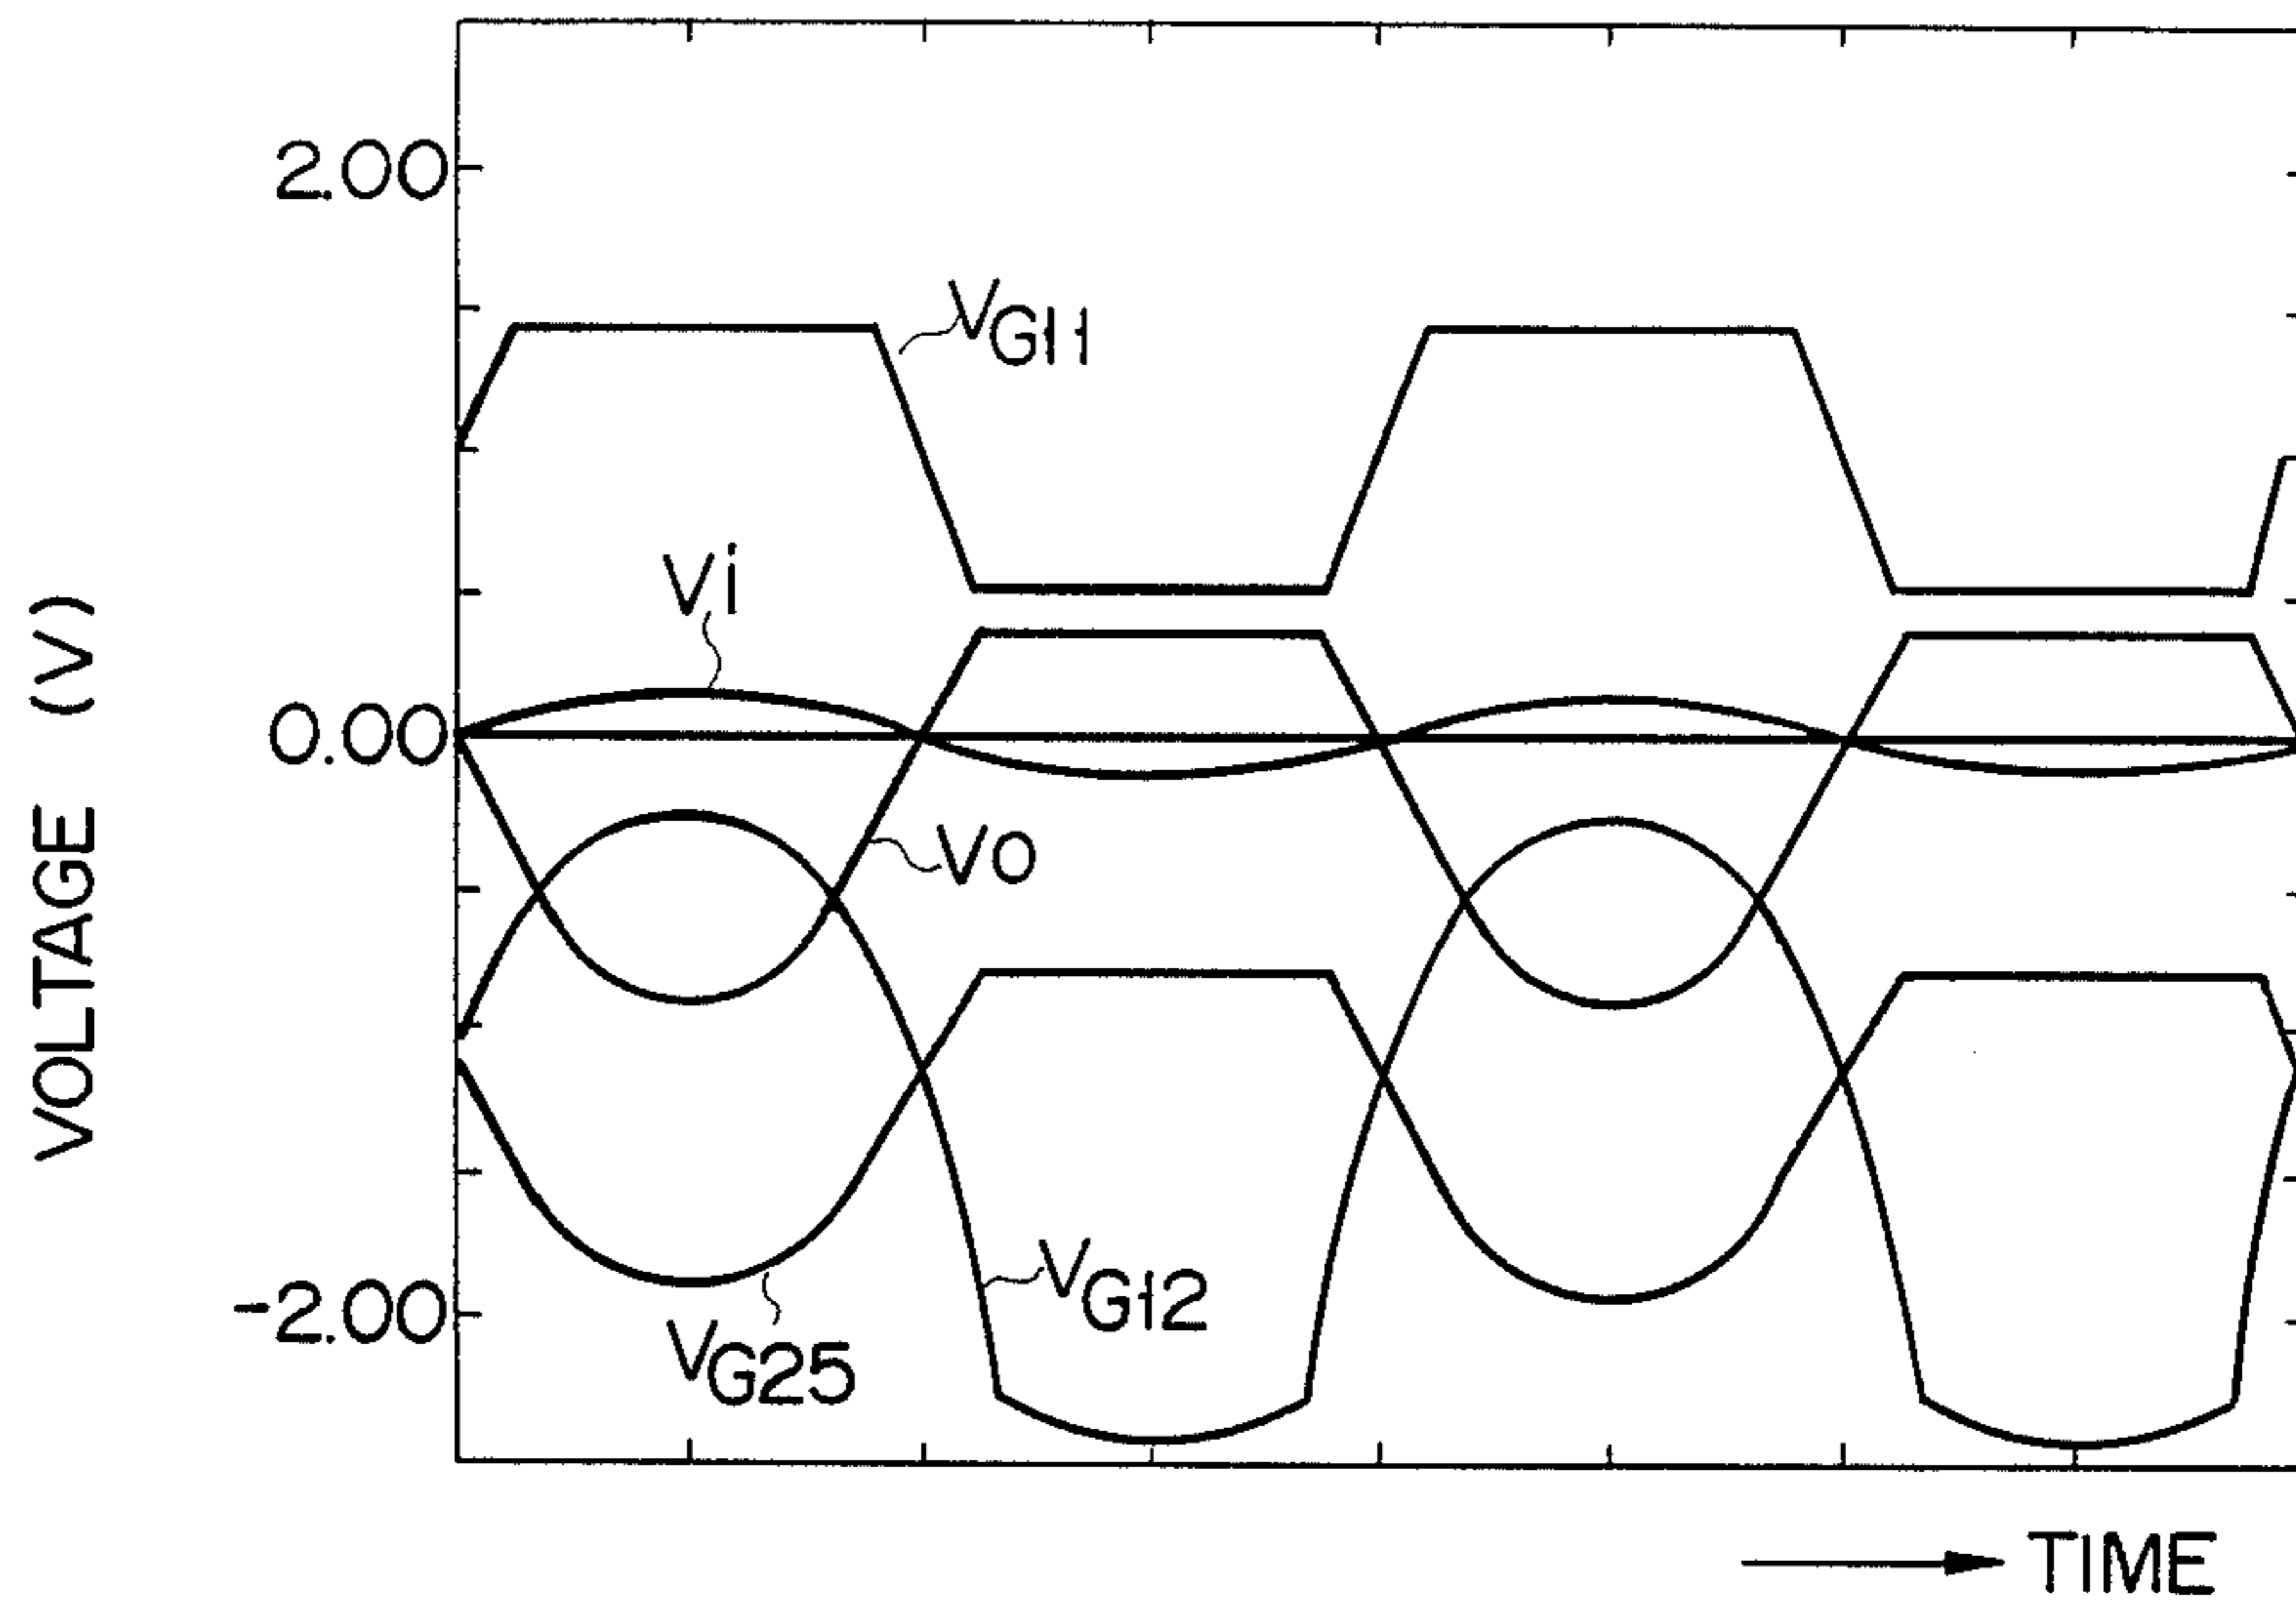 2.00
VG11
Vi
0.00
Vo
VG12
-2.00
VG25
VOLTAGE (V)
TIME